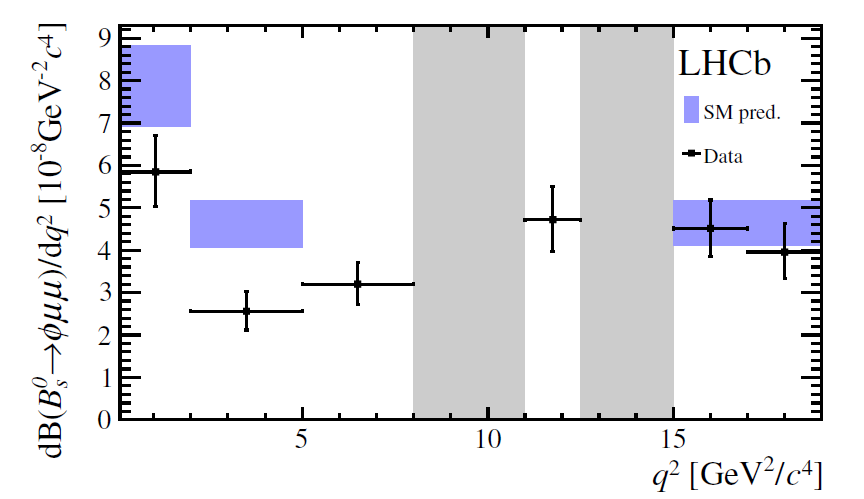 dB(B⁰ₛ→ϕμμ)/dq² [10⁻⁸GeV⁻²c⁴]
9
8
7
6
5
4
3
2
1
0
LHCb
SM pred.
Data
5 10 15
q² [GeV²/c⁴]